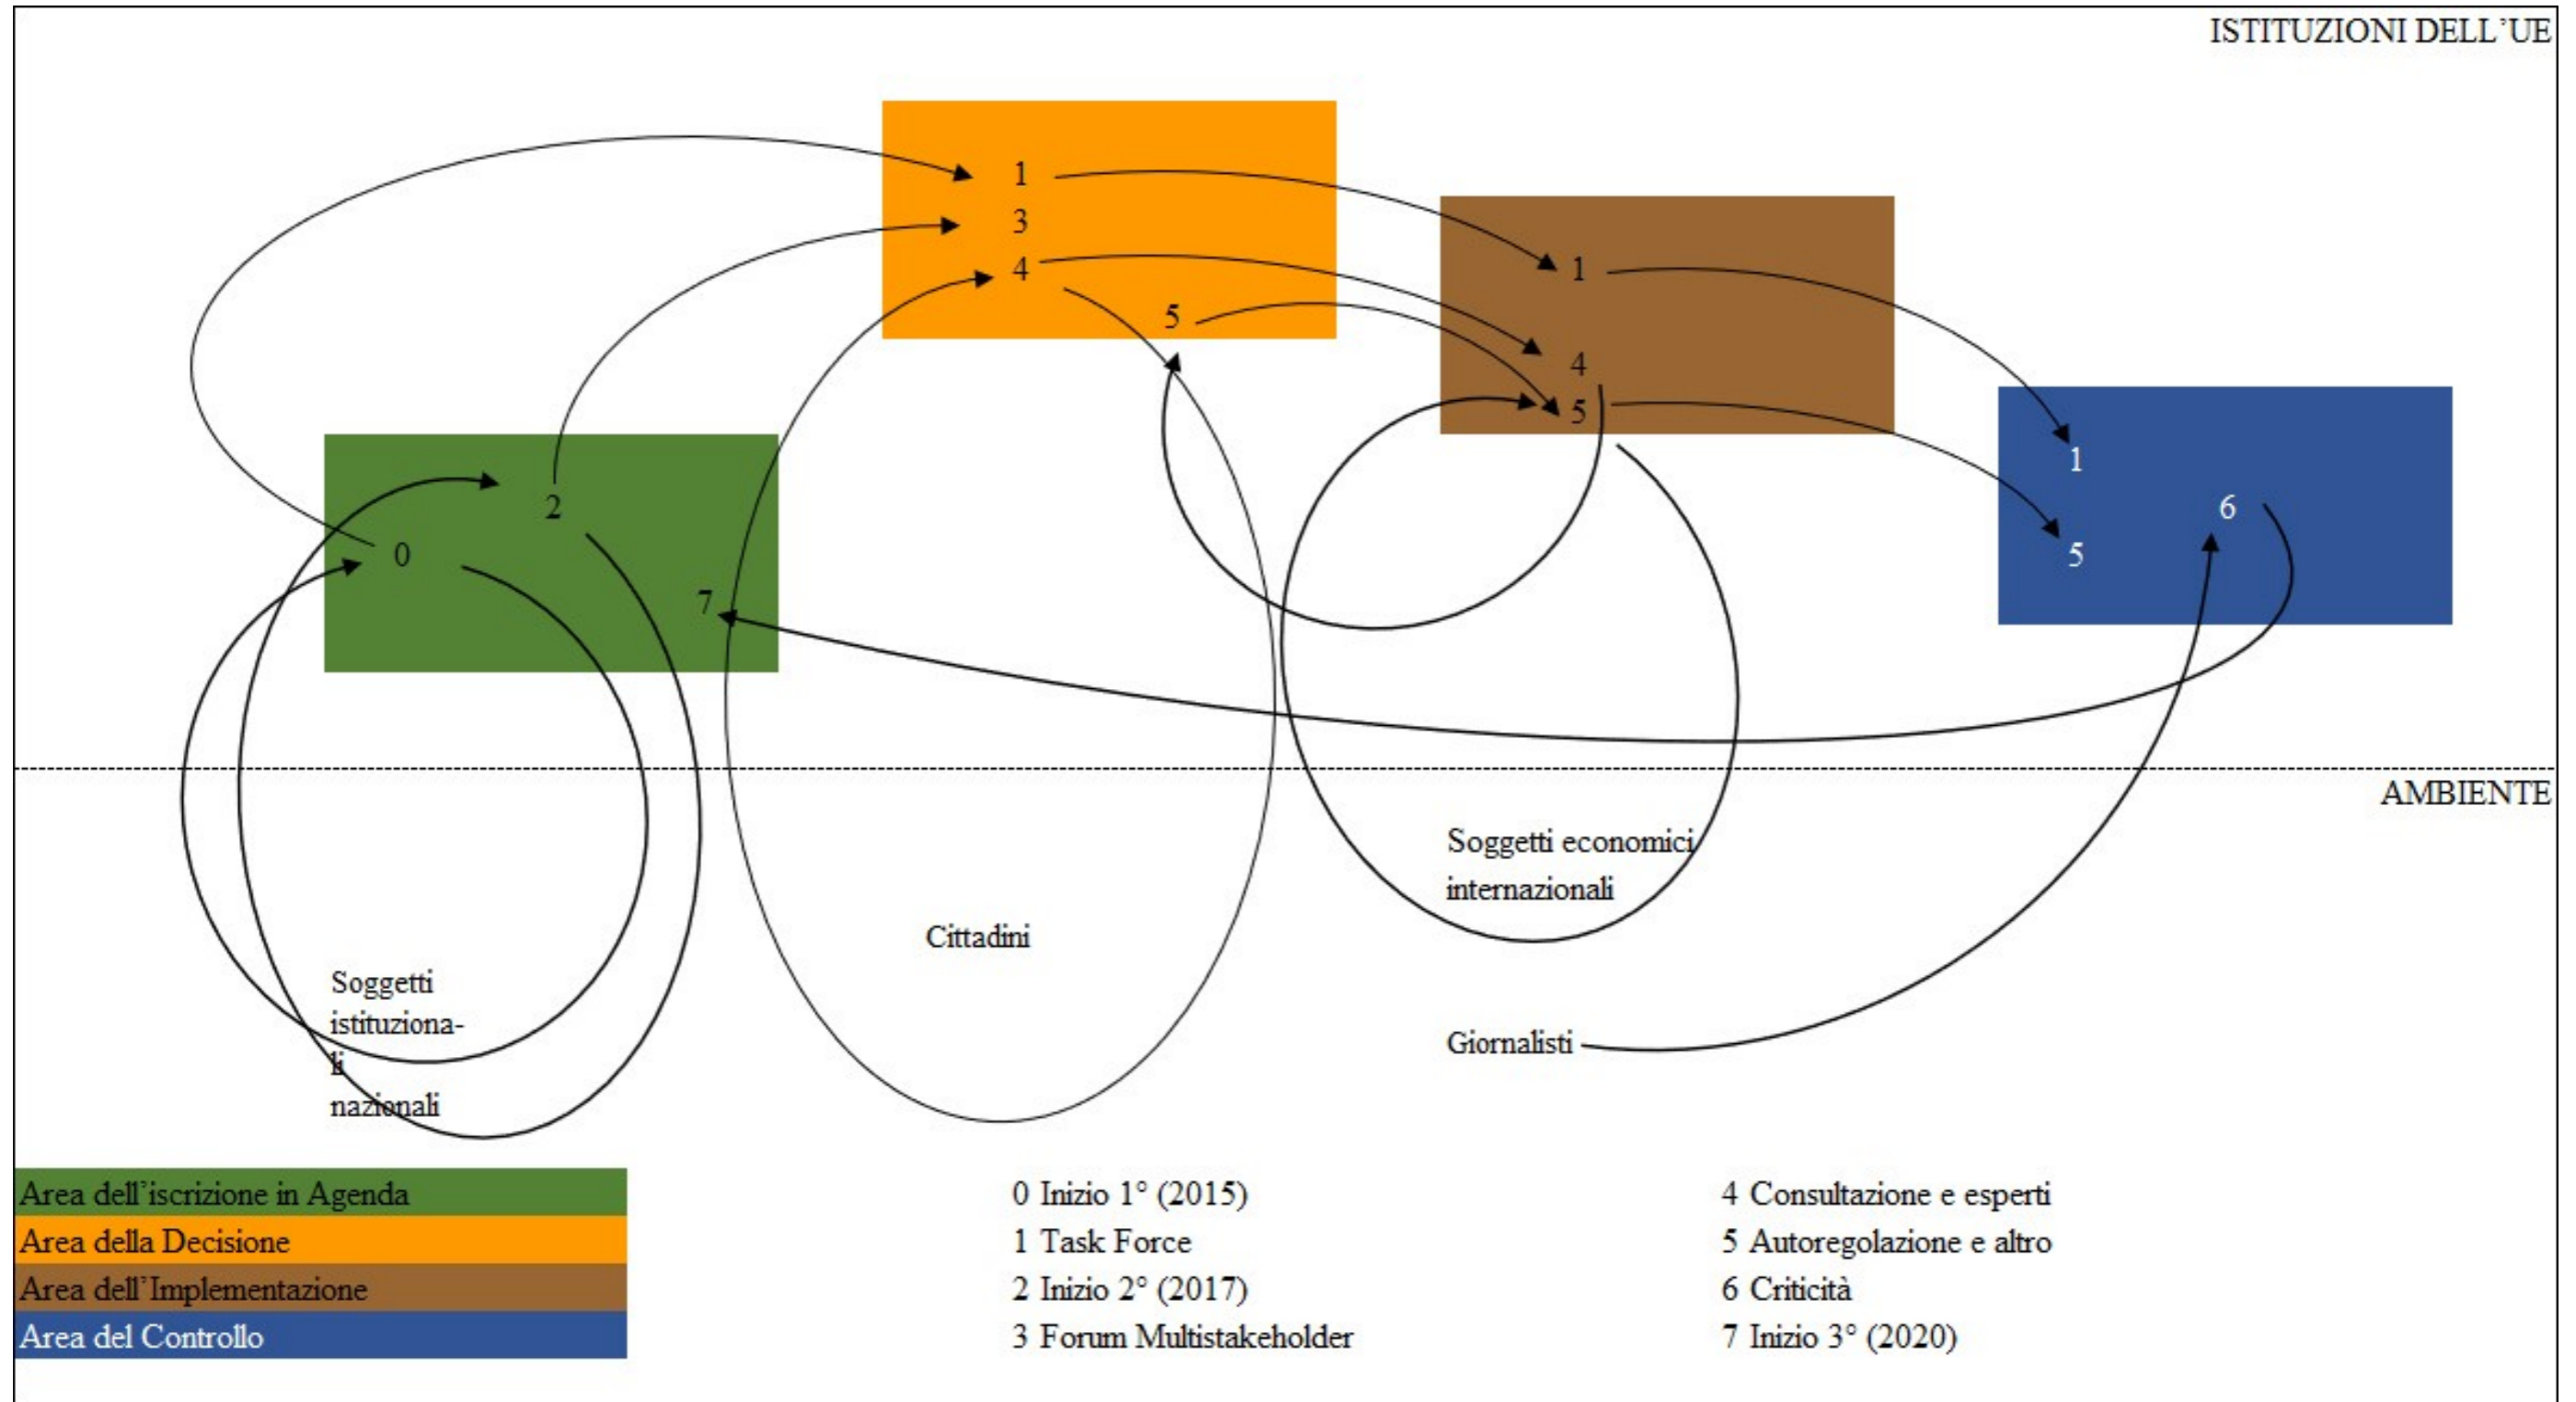 ISTITUZIONI DELL’UE
1
3
4
5
1
4
5
1
6
5
2
0
7
AMBIENTE
Soggetti economici
internazionali
Cittadini
Giornalisti
Soggetti
istituziona-
li
nazionali
Area dell’iscrizione in Agenda
Area della Decisione
Area dell’Implementazione
Area del Controllo
0 Inizio 1° (2015)
1 Task Force
2 Inizio 2° (2017)
3 Forum Multistakeholder
4 Consultazione e esperti
5 Autoregolazione e altro
6 Criticità
7 Inizio 3° (2020)